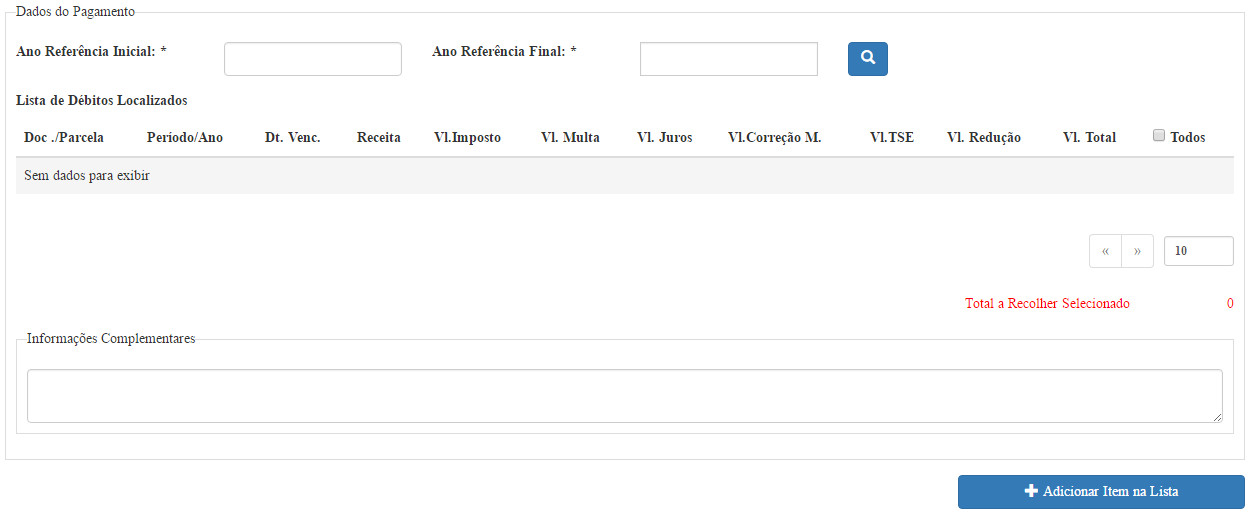 Dados do Pagamento
Ano Referência Inicial: * Ano Referência Final: *
Lista de Débitos Localizados
Doc ./Parcela Período/Ano Dt. Venc. Receita Vl.Imposto Vl. Multa Vl. Juros Vl.Correção M. Vl.TSE Vl. Redução Vl. Total Todos
Sem dados para exibir
« » 10
Total a Recolher Selecionado 0
Informações Complementares
Adicionar Item na Lista